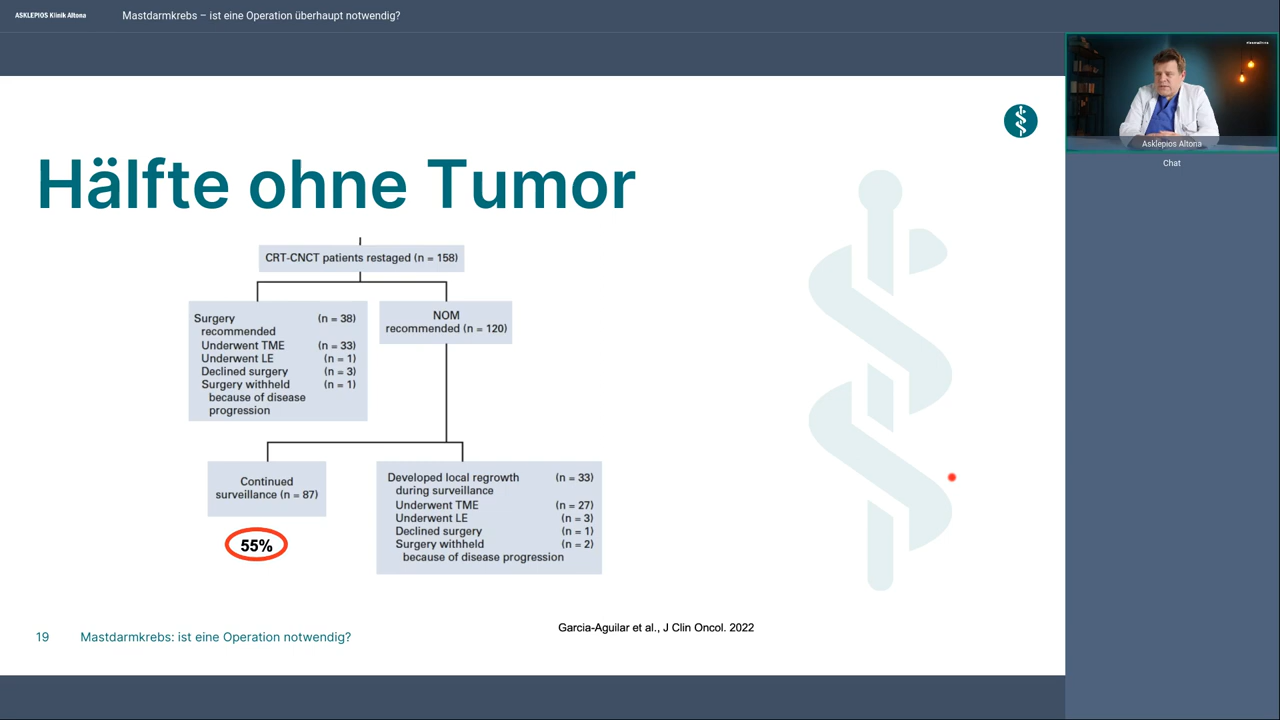 ASKLEPIOS Klinik Altona
Mastdarmkrebs – ist eine Operation überhaupt notwendig?
Asklepios Altona
Chat
Hälfte ohne Tumor
CRT-CNCT patients restaged (n = 158)
Surgery (n = 38)
recommended
Underwent TME (n = 33)
Underwent LE (n = 1)
Declined surgery (n = 3)
Surgery withheld (n = 1)
because of disease
progression
NOM
recommended (n = 120)
Continued
surveillance (n = 87)
55%
Developed local regrowth (n = 33)
during surveillance
Underwent TME (n = 27)
Underwent LE (n = 3)
Declined surgery (n = 1)
Surgery withheld (n = 2)
because of disease progression
Garcia-Aguilar et al., J Clin Oncol. 2022
19 Mastdarmkrebs: ist eine Operation notwendig?